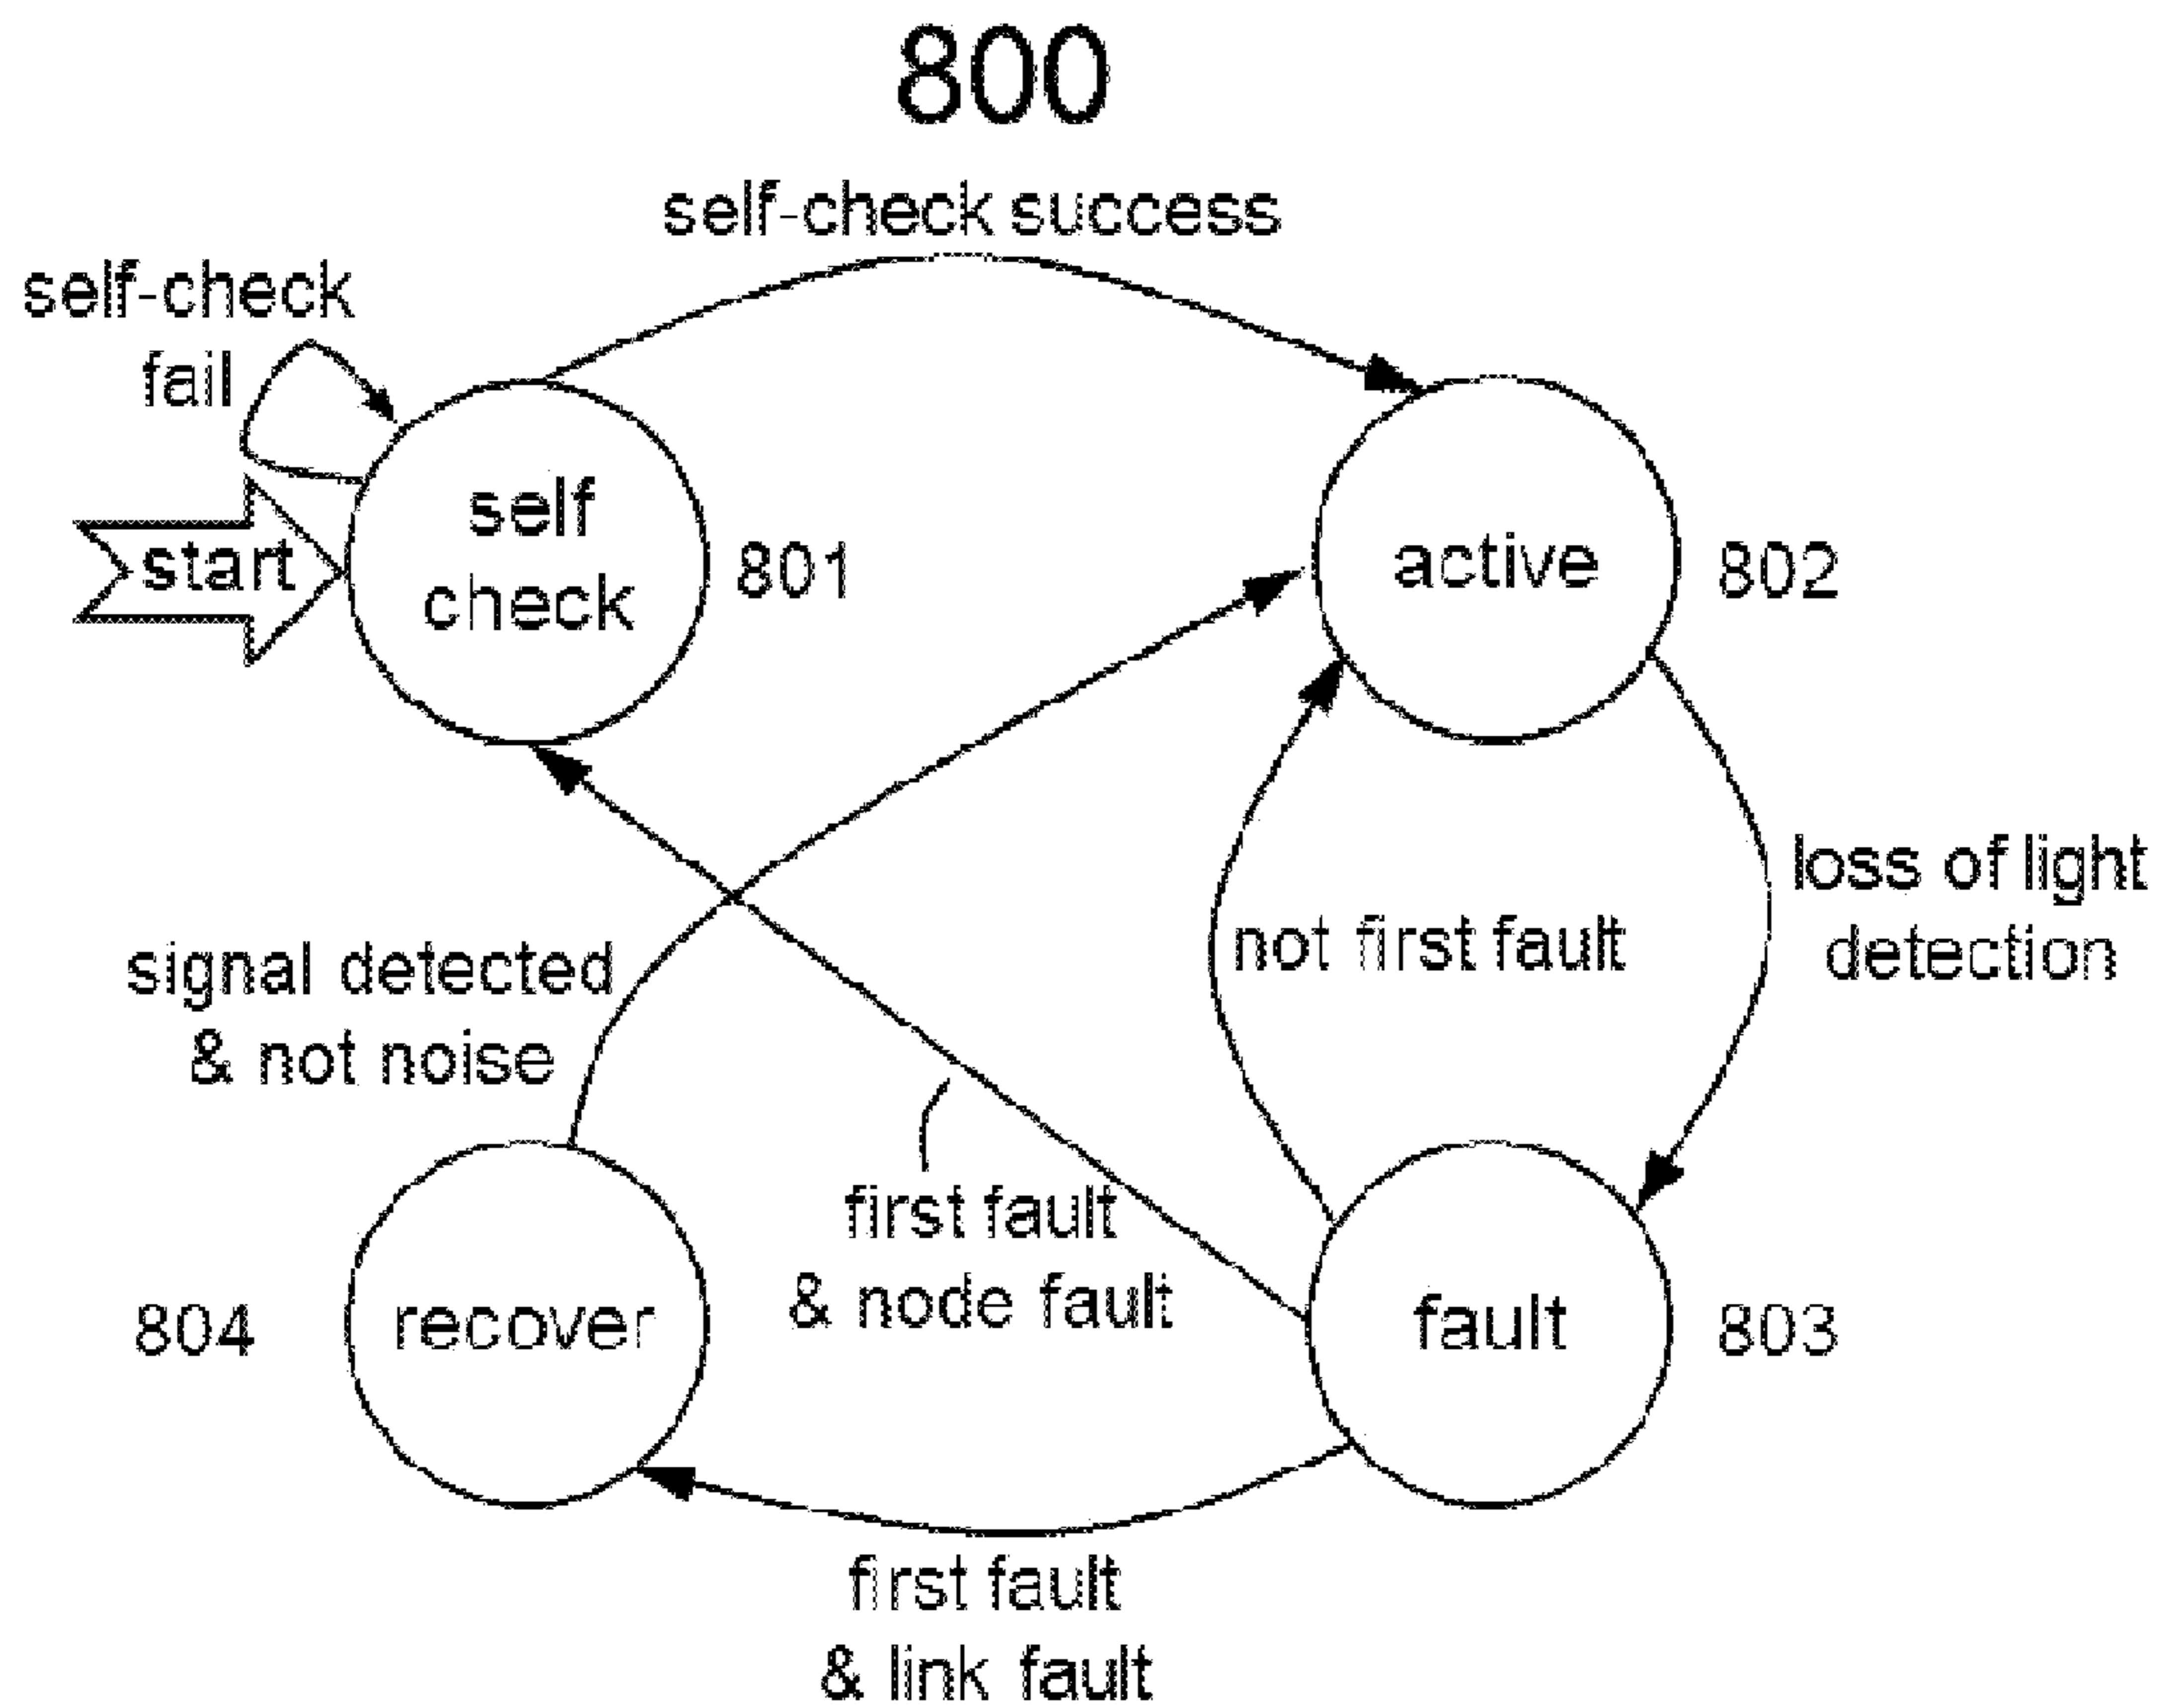 800
self-check success
self-check
fail
start
self
check
801
active
802
loss of light
detection
not first fault
signal detected
& not noise
first fault
& node fault
804
recover
fault
803
first fault
& link fault